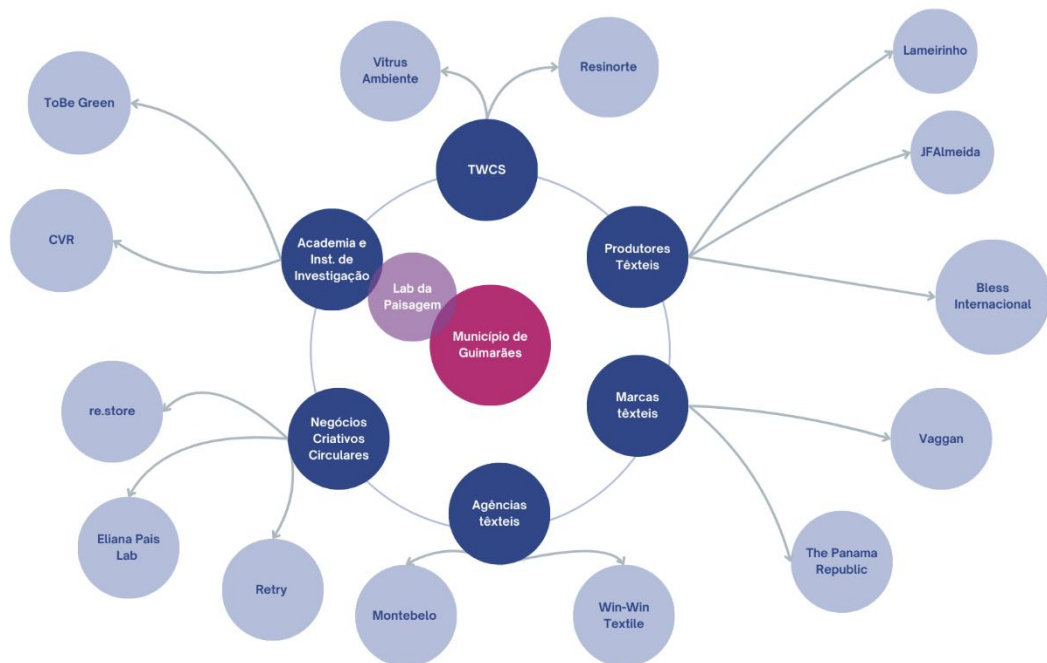 Vitrus
Ambiente
Resinorte
Lameirinho
ToBe Green
JFAlmeida
TWCS
CVR
Academia e
Inst. de
Investigação
Produtores
Têxteis
Lab da
Paisagem
Bless
Internacional
Município de
Guimarães
re.store
Negócios
Criativos
Circulares
Marcas
têxteis
Vaggan
Agências
têxteis
Eliana Pais
Lab
Retry
Montebelo
Win-Win
Textile
The Panama
Republic